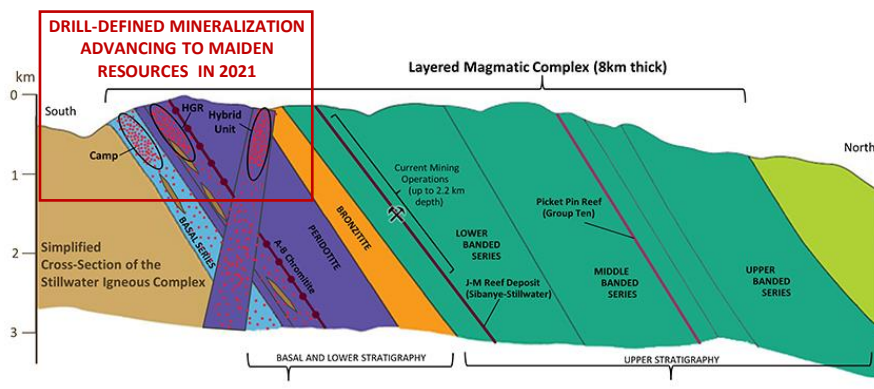 DRILL-DEFINED MINERALIZATION
ADVANCING TO MAIDEN
RESOURCES IN 2021
Layered Magmatic Complex (8km thick)
km
0
1
2
3
South
North
HGR
Hybrid
Unit
Camp
Current Mining
Operations
(up to 2.2 km
depth)
Picket Pin Reef
(Group Ten)
Simplified
Cross-Section of the
Stillwater Igneous Complex
BASAL SERIES
A-B Chromitite
PERIDOTITE
BRONZITITE
LOWER
BANDED
SERIES
J-M Reef Deposit
(Sibanye-Stillwater)
MIDDLE
BANDED
SERIES
UPPER
BANDED
SERIES
BASAL AND LOWER STRATIGRAPHY
UPPER STRATIGRAPHY